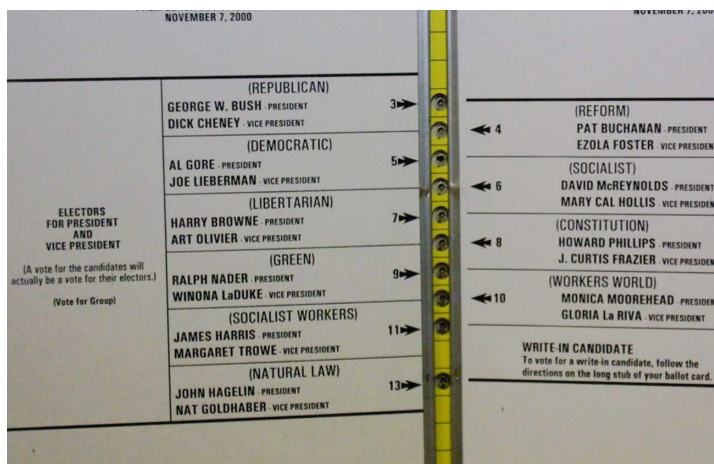 NOVEMBER 7, 2000
(REPUBLICAN)
GEORGE W. BUSH - PRESIDENT 3
DICK CHENEY - VICE PRESIDENT
(DEMOCRATIC)
AL GORE - PRESIDENT 5
JOE LIEBERMAN - VICE PRESIDENT
(LIBERTARIAN)
HARRY BROWNE - PRESIDENT 7
ART OLIVIER - VICE PRESIDENT
(GREEN)
RALPH NADER - PRESIDENT 9
WINONA LaDUKE - VICE PRESIDENT
(SOCIALIST WORKERS)
JAMES HARRIS - PRESIDENT 11
MARGARET TROWE - VICE PRESIDENT
(NATURAL LAW)
JOHN HAGELIN - PRESIDENT 13
NAT GOLDHABER - VICE PRESIDENT
ELECTORS
FOR PRESIDENT
AND
VICE PRESIDENT
(A vote for the candidates will
actually be a vote for their electors.)
(Vote for Group)
NOVEMBER 7, 200
(REFORM)
4 PAT BUCHANAN - PRESIDENT
EZOLA FOSTER - VICE PRESIDEN
(SOCIALIST)
6 DAVID McREYNOLDS - PRESIDEN
MARY CAL HOLLIS - VICE PRESIDEN
(CONSTITUTION)
8 HOWARD PHILLIPS - PRESIDENT
J. CURTIS FRAZIER - VICE PRESIDEN
(WORKERS WORLD)
10 MONICA MOOREHEAD - PRESIDEN
GLORIA La RIVA - VICE PRESIDENT
WRITE-IN CANDIDATE
To vote for a write-in candidate, follow the
directions on the long stub of your ballot card.